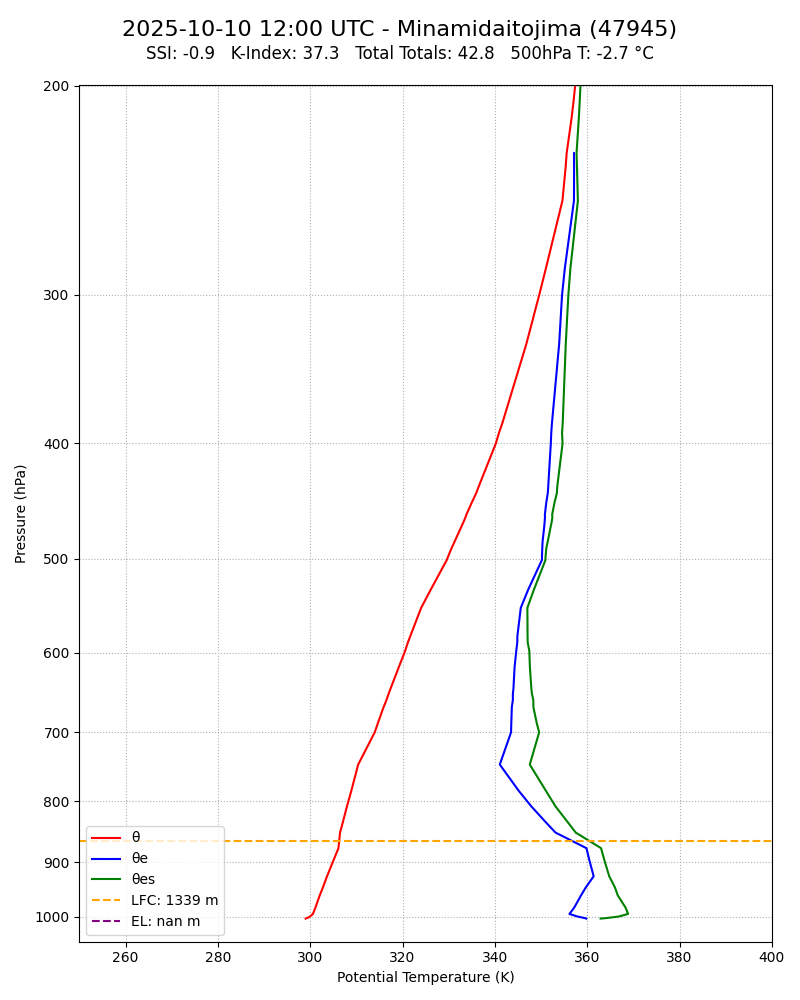 2025-10-10 12:00 UTC - Minamidaitojima (47945)
SSI: -0.9   K-Index: 37.3   Total Totals: 42.8   500hPa T: -2.7 °C
200
300
400
500
600
700
800
900
1000
Pressure (hPa)
θ
θe
θes
LFC: 1339 m
EL: nan m
260 280 300 320 340 360 380 400
Potential Temperature (K)